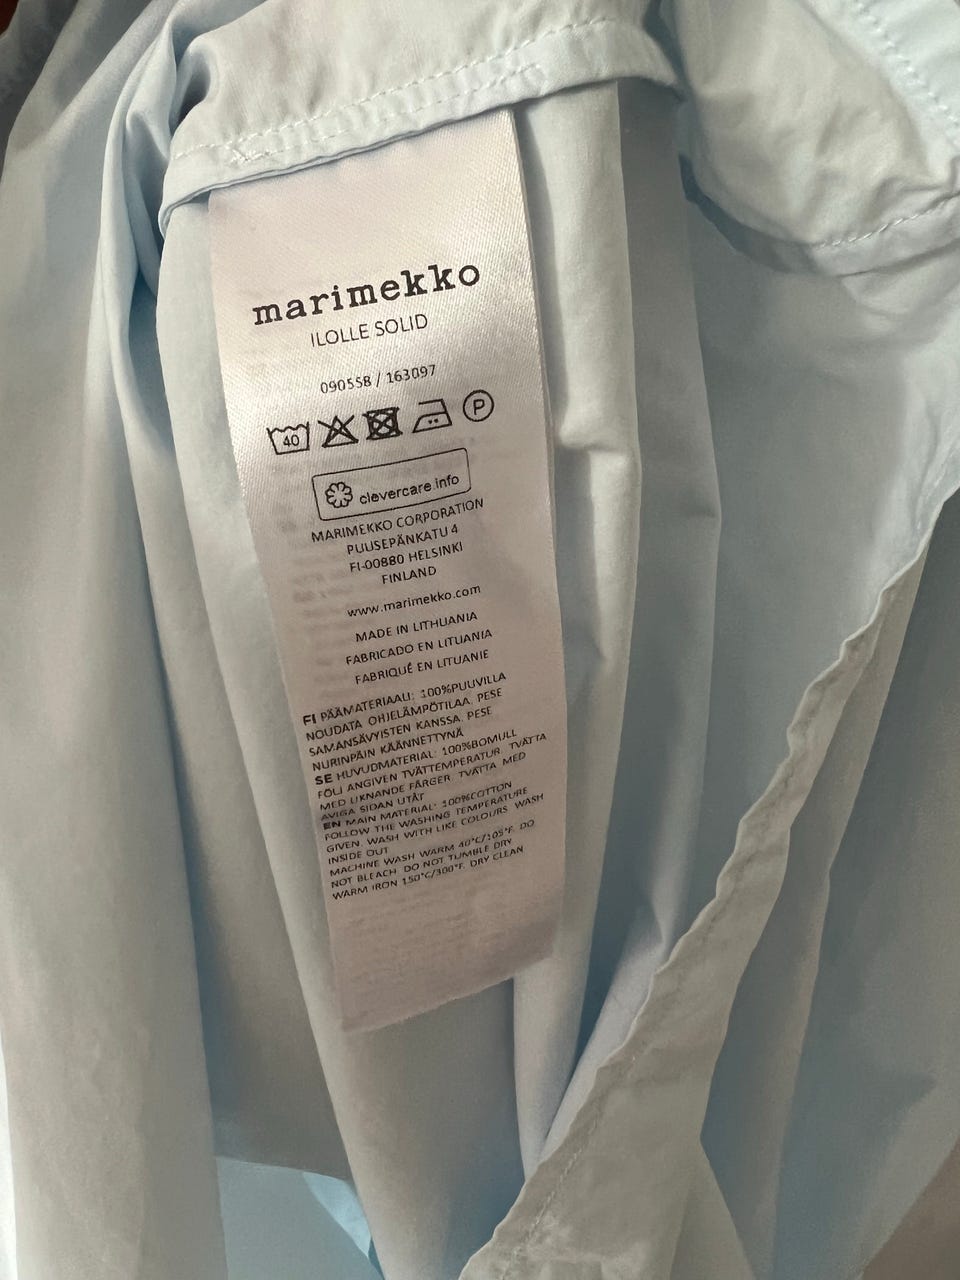 marimekko
ILOLLE SOLID
090558 / 163097
40 P
clevercare.info
MARIMEKKO CORPORATION
PUUSEPÄNKATU 4
FI-00880 HELSINKI
FINLAND
www.marimekko.com
MADE IN LITHUANIA
FABRICADO EN LITUANIA
FABRIQUÉ EN LITUANIE
FI PÄÄMATERIAALI: 100%PUUVILLA
NOUDATA OHJELÄMPÖTILAA. PESE
SAMANSÄVYISTEN KANSSA. PESE
NURINPÄIN KÄÄNNETTYNÄ
SE HUVUDMATERIAL: 100%BOMULL
FÖLJ ANGIVEN TVÄTTEMPERATUR. TVÄTTA
MED LIKNANDE FÄRGER. TVÄTTA MED
AVIGA SIDAN UTÅT
EN MAIN MATERIAL: 100%COTTON
FOLLOW THE WASHING TEMPERATURE
GIVEN. WASH WITH LIKE COLOURS. WASH
INSIDE OUT
MACHINE WASH WARM 40°C/105°F. DO
NOT BLEACH. DO NOT TUMBLE DRY
WARM IRON 150°C/300°F. DRY CLEAN